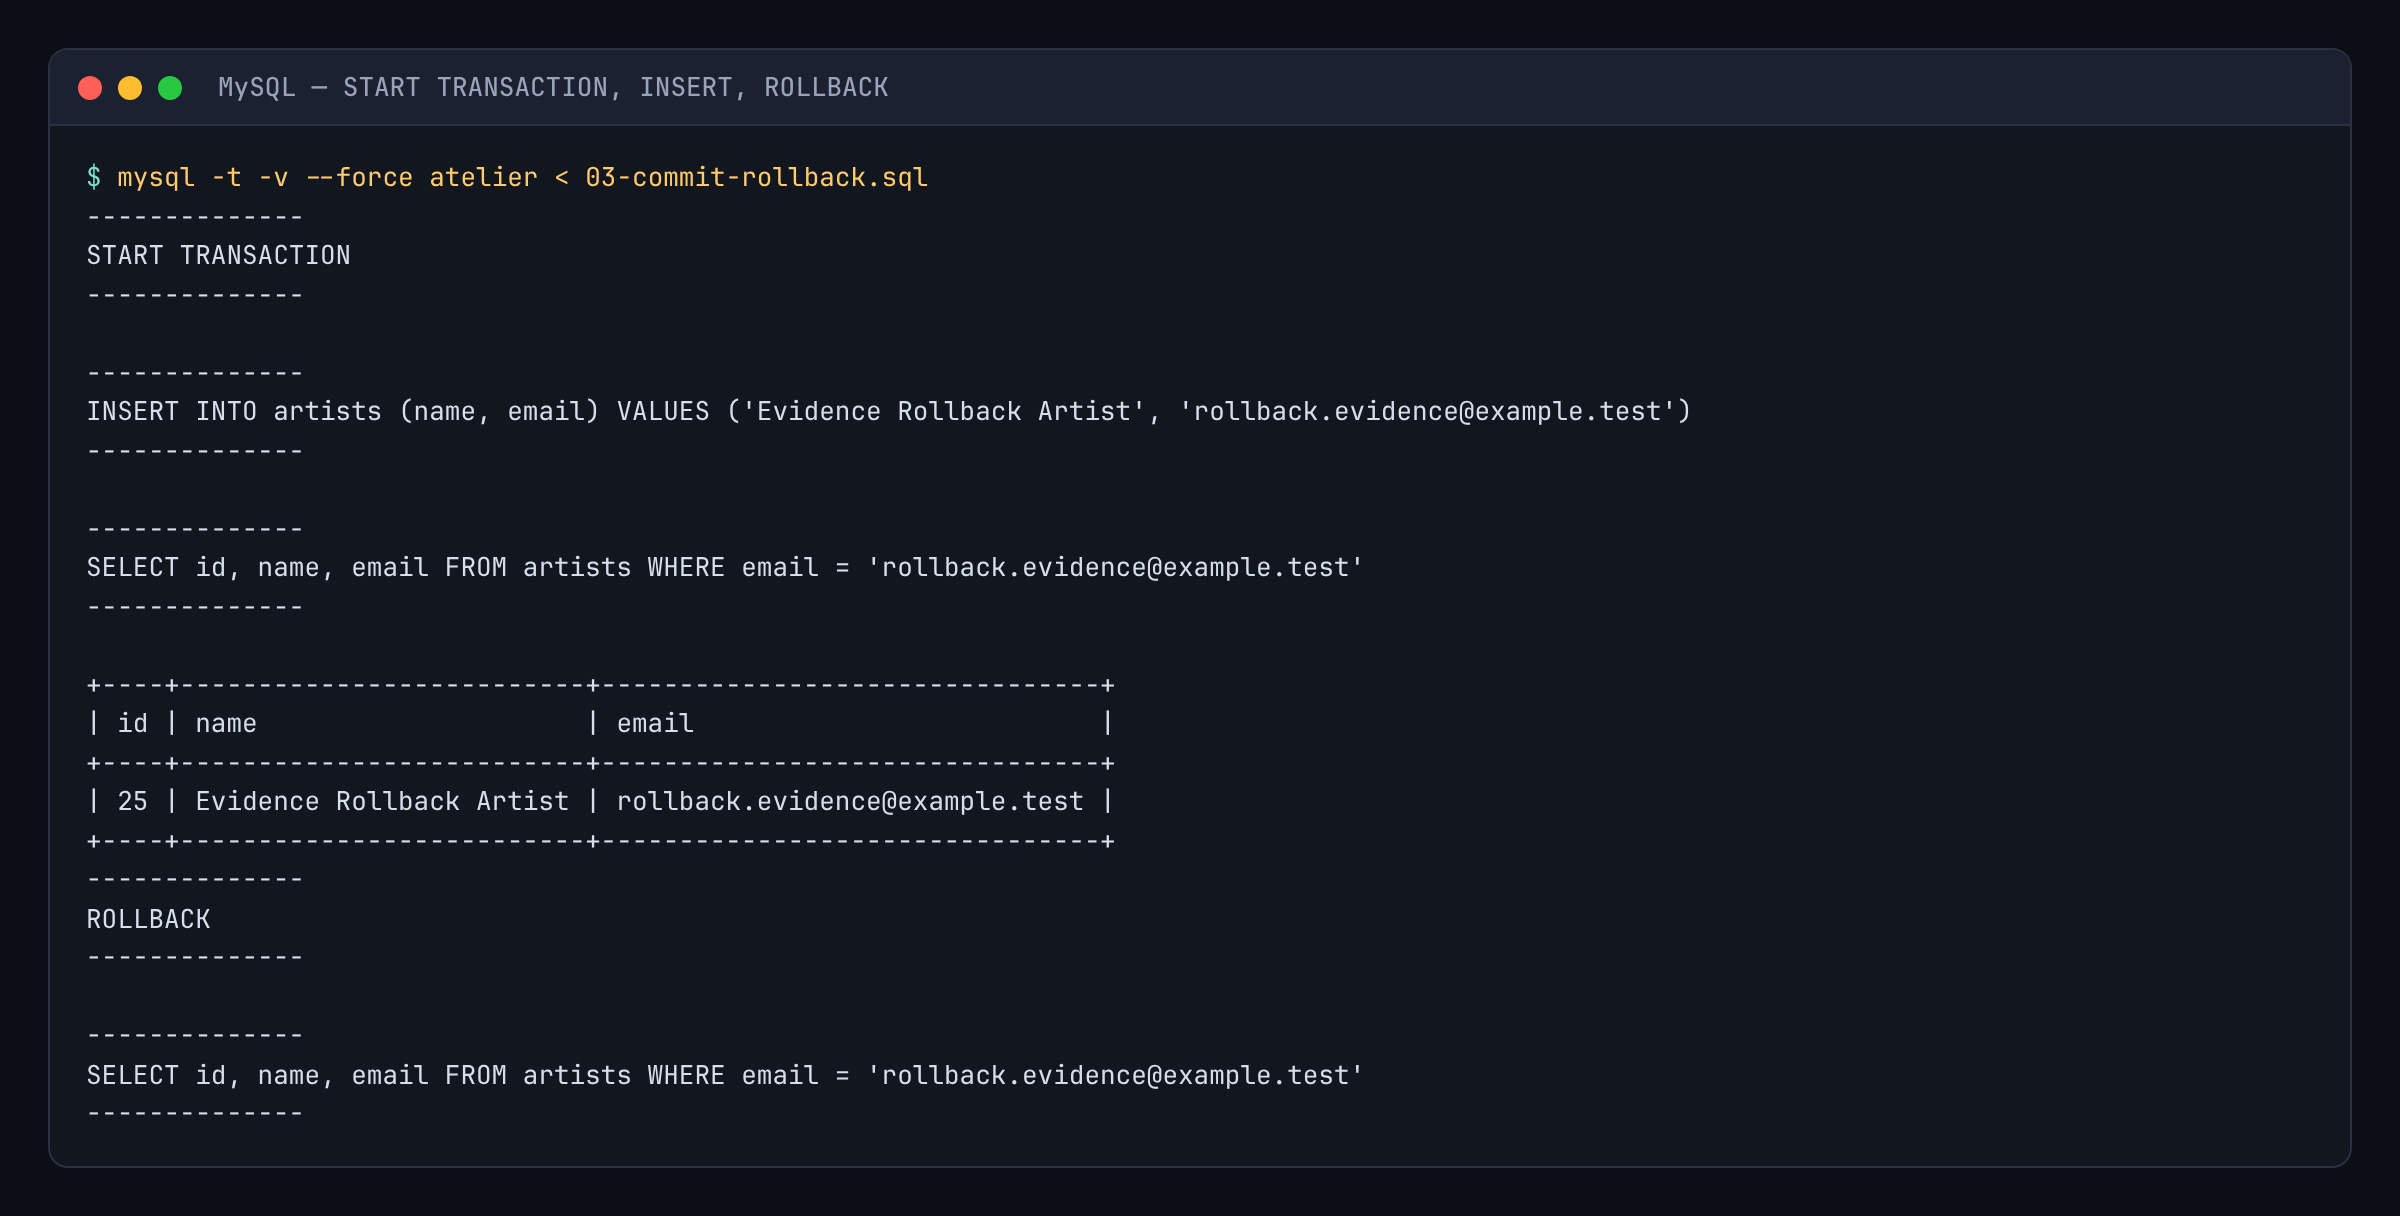 MySQL — START TRANSACTION, INSERT, ROLLBACK
$ mysql -t -v --force atelier < 03-commit-rollback.sql
--------------
START TRANSACTION
--------------
--------------
INSERT INTO artists (name, email) VALUES ('Evidence Rollback Artist', 'rollback.evidence@example.test')
--------------
--------------
SELECT id, name, email FROM artists WHERE email = 'rollback.evidence@example.test'
--------------
+----+--------------------------+--------------------------------+
| id | name                     | email                          |
+----+--------------------------+--------------------------------+
| 25 | Evidence Rollback Artist | rollback.evidence@example.test |
+----+--------------------------+--------------------------------+
--------------
ROLLBACK
--------------
--------------
SELECT id, name, email FROM artists WHERE email = 'rollback.evidence@example.test'
--------------